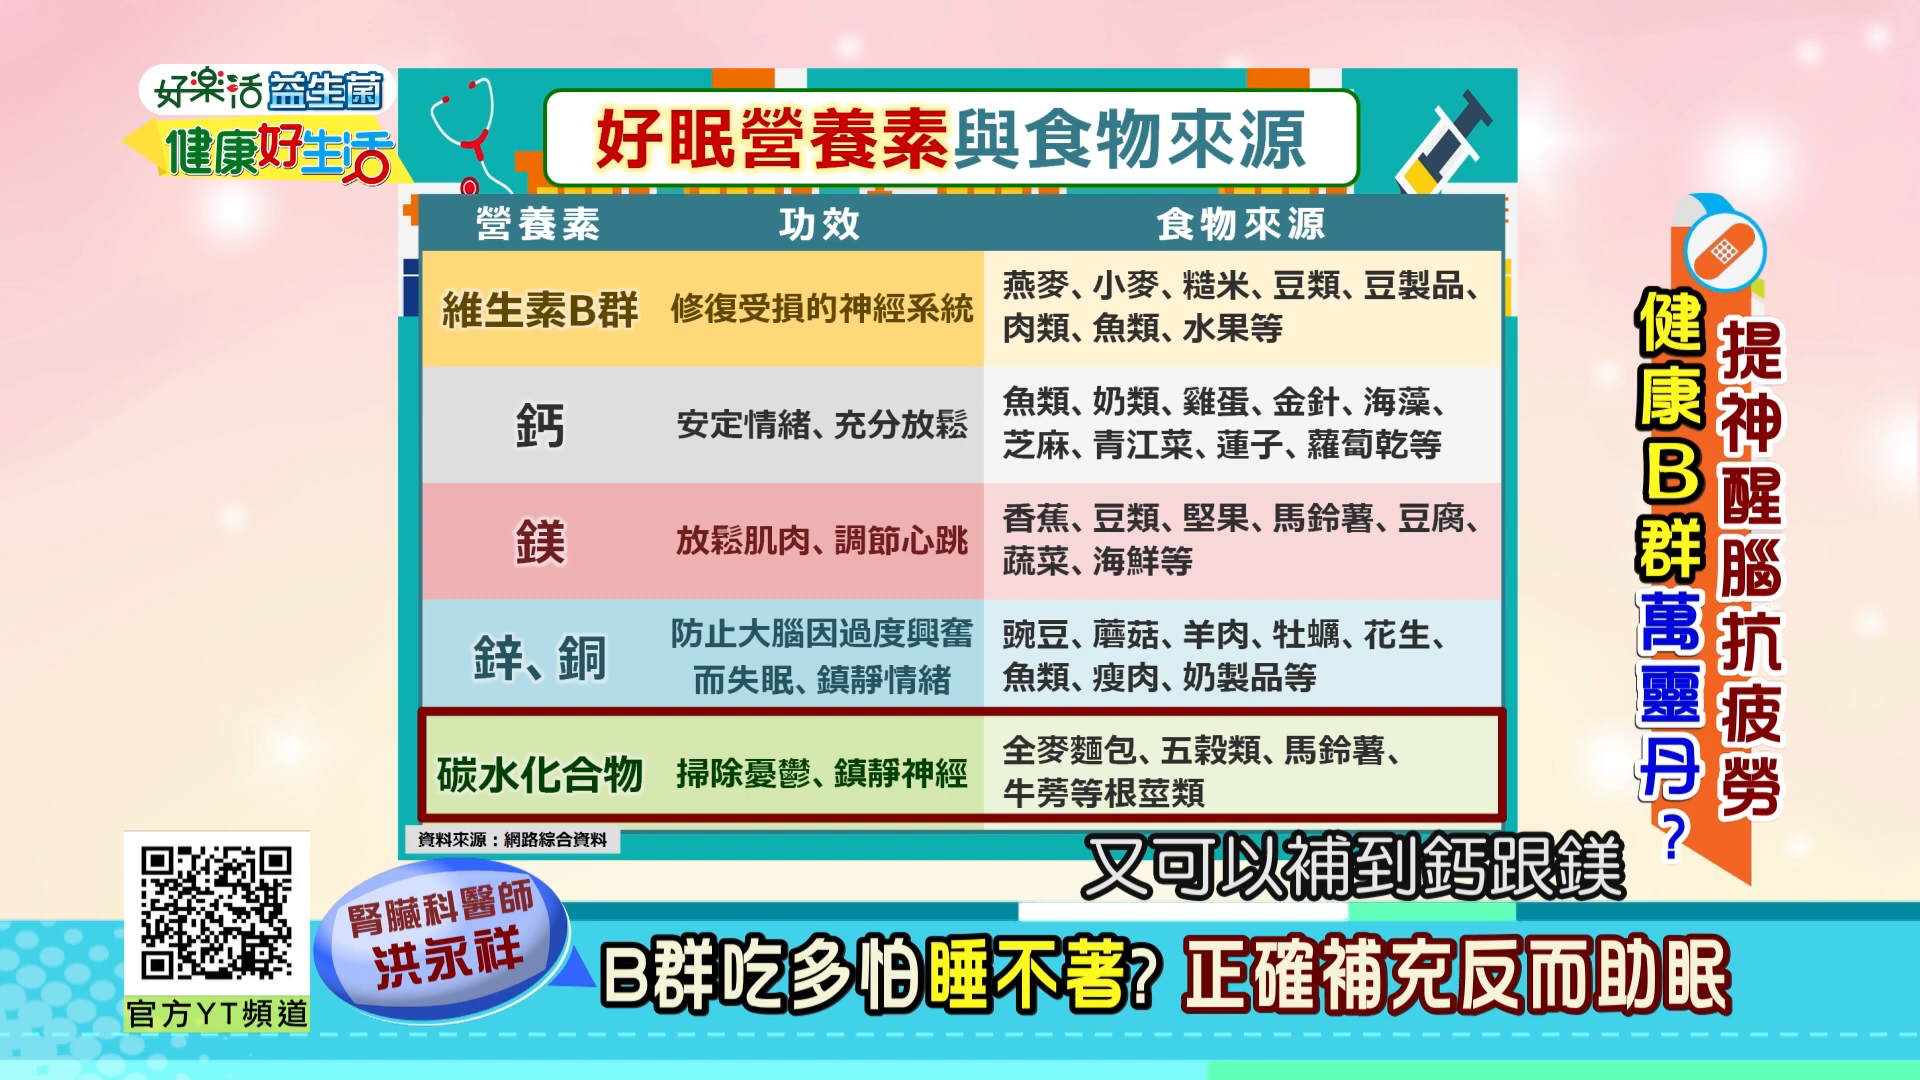 好樂活益生菌
健康好生活
好眠營養素與食物來源
營養素 功效 食物來源
維生素B群 修復受損的神經系統 燕麥、小麥、糙米、豆類、豆製品、
肉類、魚類、水果等
鈣 安定情緒、充分放鬆 魚類、奶類、雞蛋、金針、海藻、
芝麻、青江菜、蓮子、蘿蔔乾等
鎂 放鬆肌肉、調節心跳 香蕉、豆類、堅果、馬鈴薯、豆腐、
蔬菜、海鮮等
鋅、銅 防止大腦因過度興奮
而失眠、鎮靜情緒 豌豆、蘑菇、羊肉、牡蠣、花生、
魚類、瘦肉、奶製品等
碳水化合物 掃除憂鬱、鎮靜神經 全麥麵包、五穀類、馬鈴薯、
牛蒡等根莖類
資料來源：網路綜合資料
提神醒腦抗疲勞
健康B群萬靈丹?
又可以補到鈣跟鎂
腎臟科醫師
洪永祥
B群吃多怕睡不著? 正確補充反而助眠
官方YT頻道